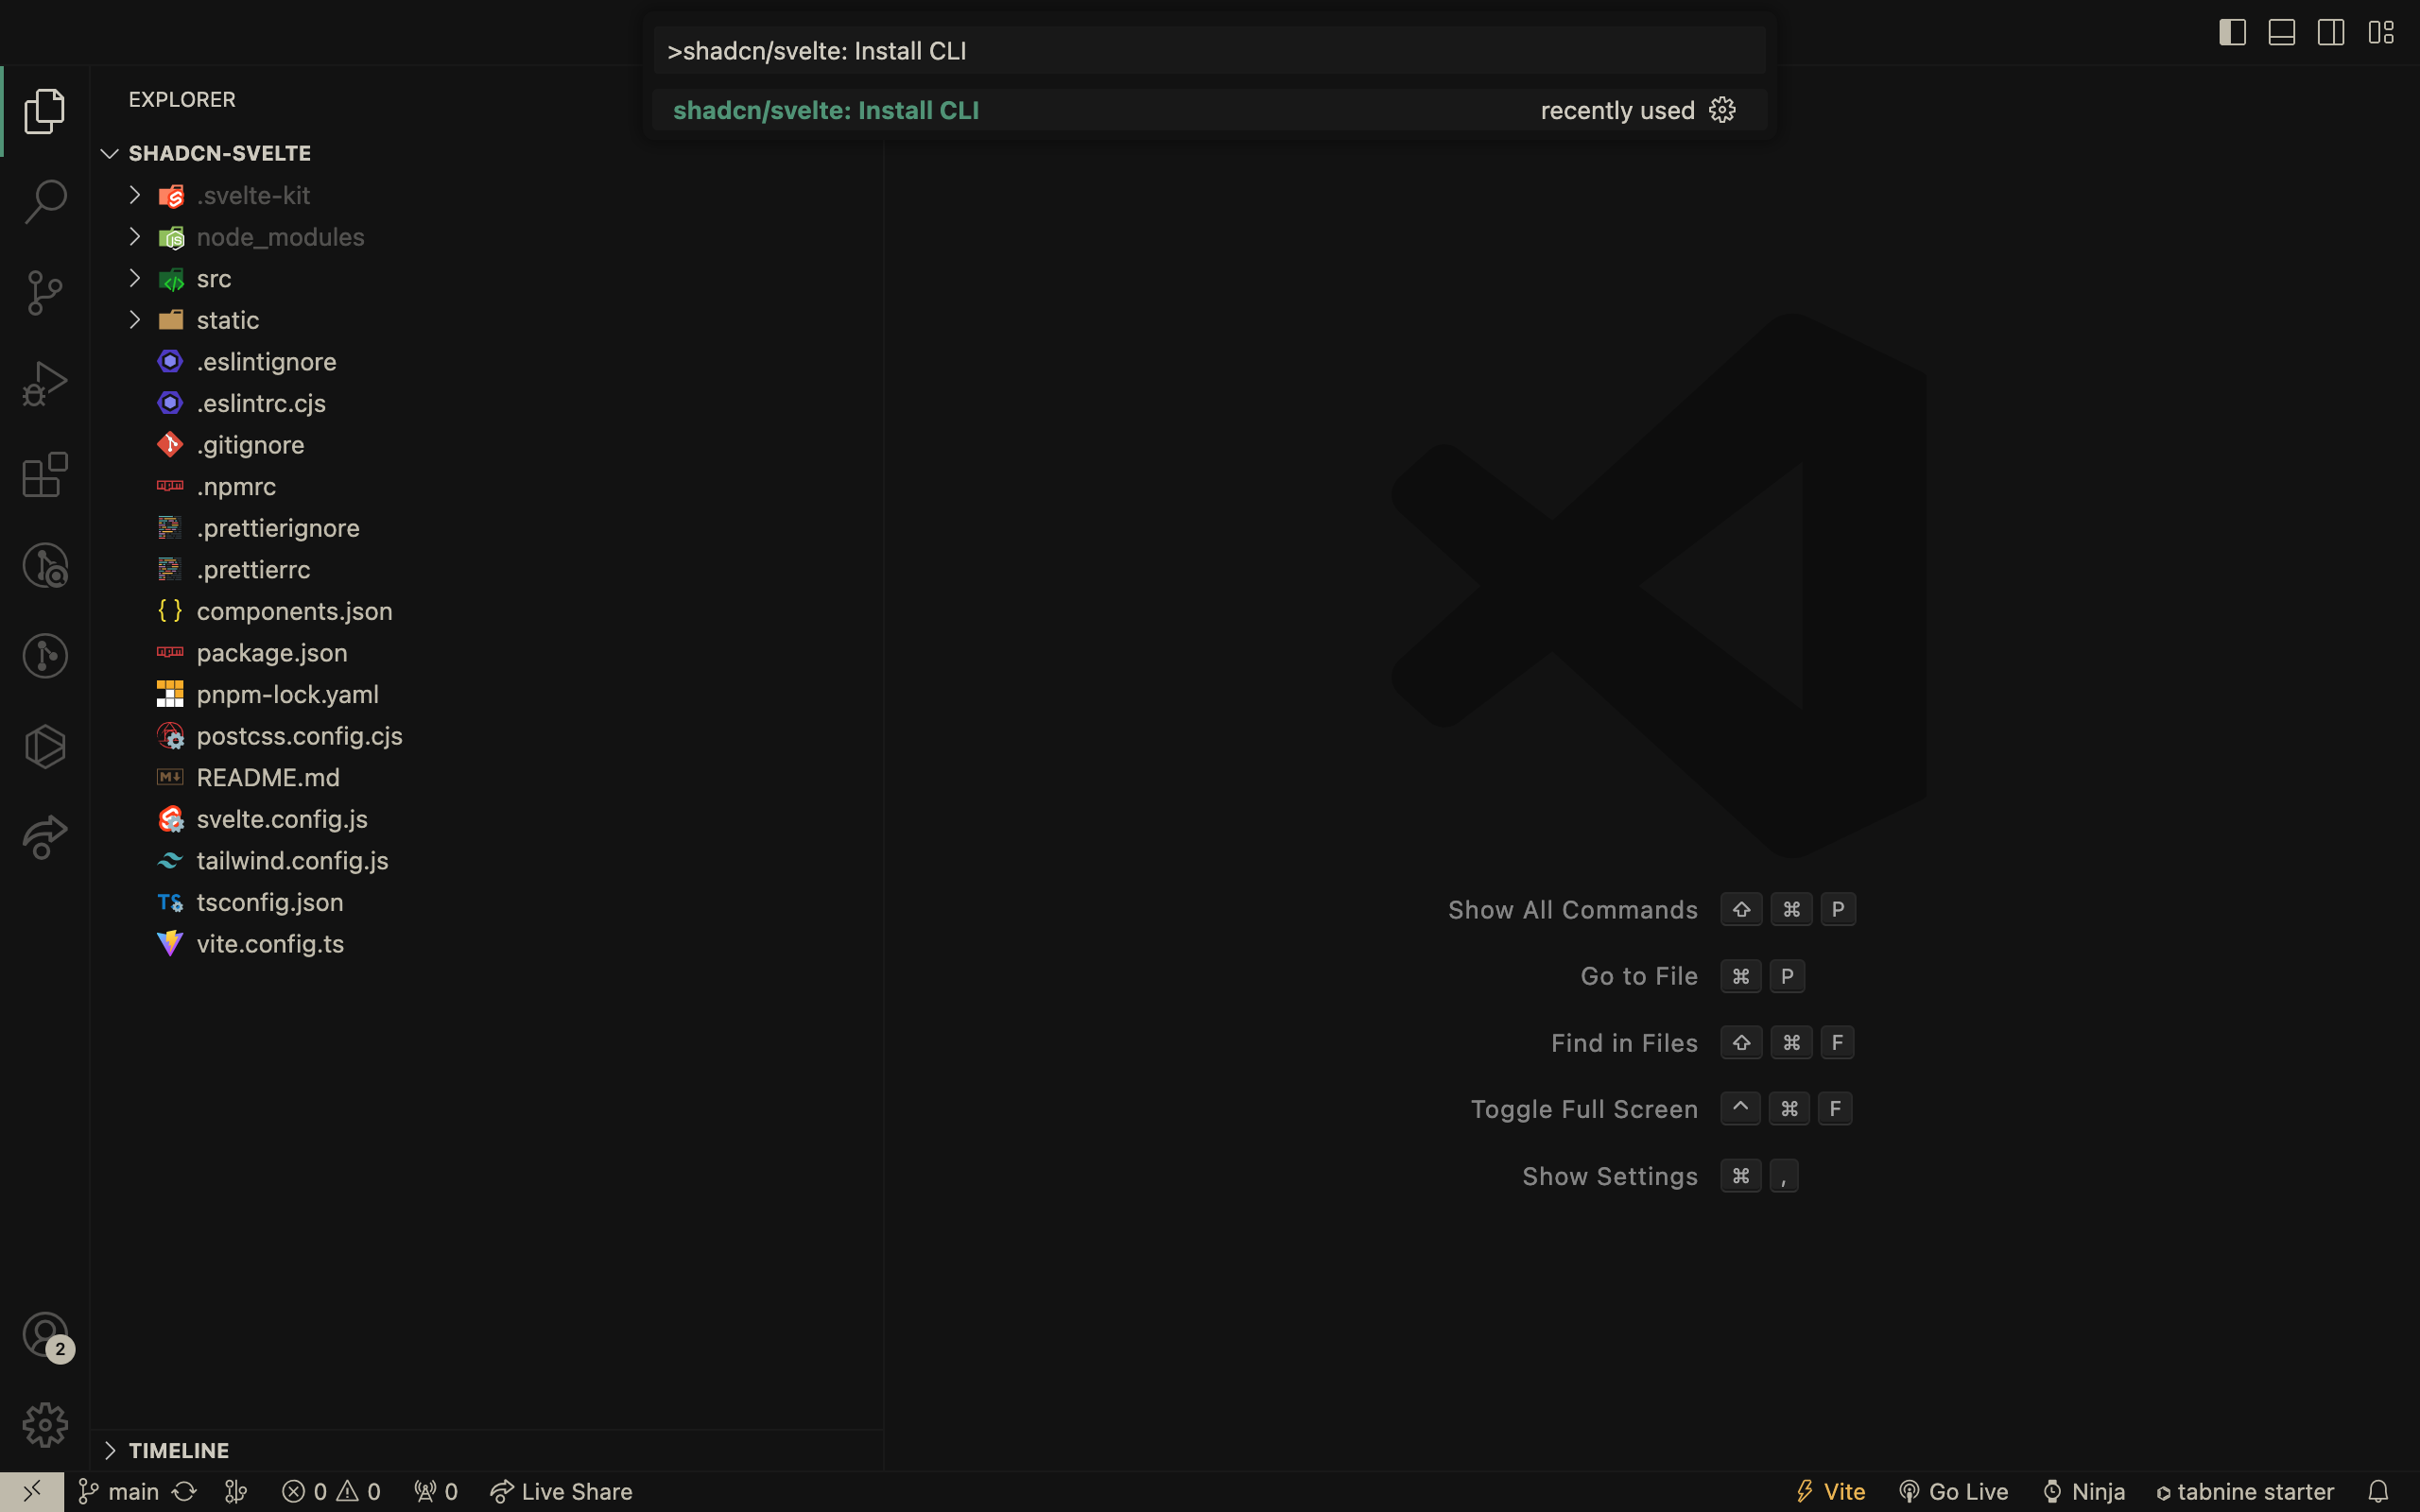 >shadcn/svelte: Install CLI
shadcn/svelte: Install CLI recently used
EXPLORER
SHADCN-SVELTE
.svelte-kit
node_modules
src
static
.eslintignore
.eslintrc.cjs
.gitignore
.npmrc
.prettierignore
.prettierrc
components.json
package.json
pnpm-lock.yaml
postcss.config.cjs
README.md
svelte.config.js
tailwind.config.js
tsconfig.json
vite.config.ts
Show All Commands ⇧ ⌘ P
Go to File ⌘ P
Find in Files ⇧ ⌘ F
Toggle Full Screen ^ ⌘ F
Show Settings ⌘ ,
2
TIMELINE
main 0 0 0 Live Share Vite Go Live Ninja tabnine starter